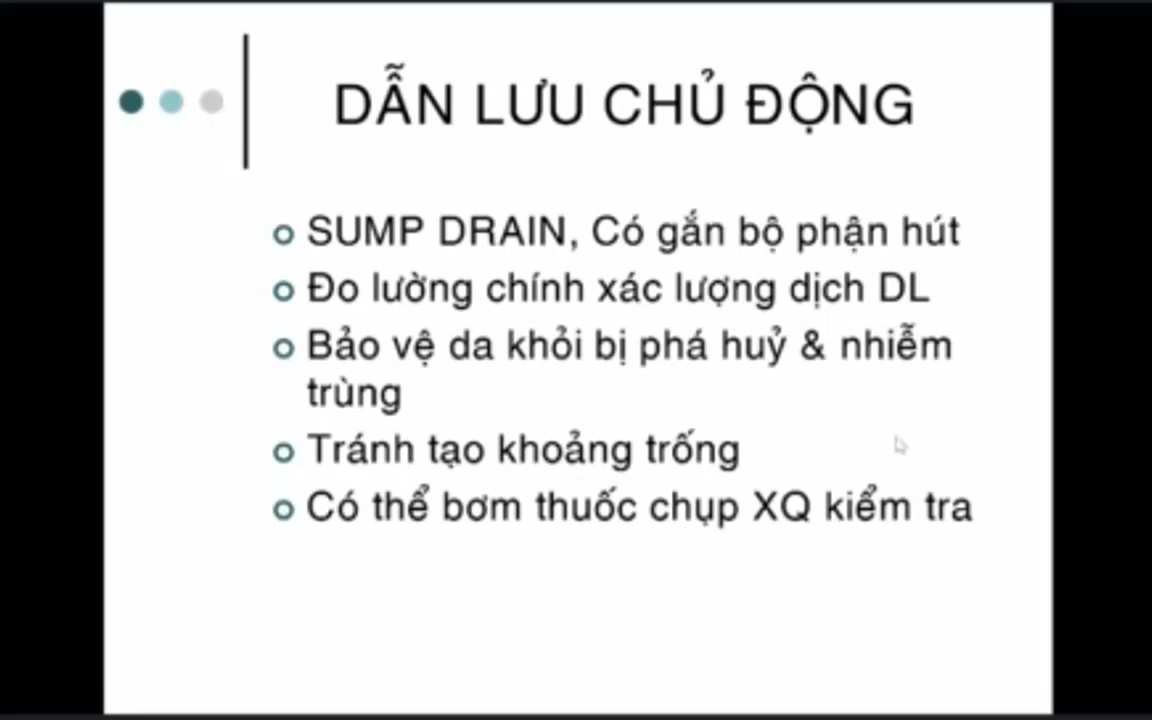 DẪN LƯU CHỦ ĐỘNG
SUMP DRAIN, Có gắn bộ phận hút
Đo lường chính xác lượng dịch DL
Bảo vệ da khỏi bị phá huỷ & nhiễm
trùng
Tránh tạo khoảng trống
Có thể bơm thuốc chụp XQ kiểm tra